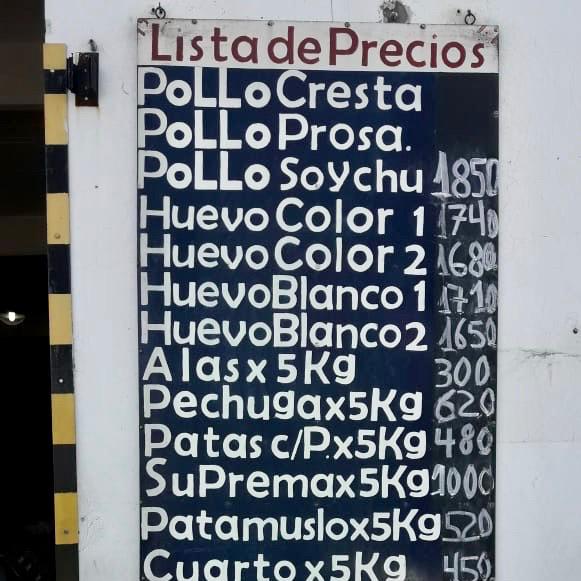 "Lista de Precios"
PoLLo Cresta
PoLLo Prosa.
PoLLo Soychu 1850
Huevo Color 1 1740
Huevo Color 2 1680
Huevo Blanco 1 1710
Huevo Blanco 2 1650
Alas x 5Kg 300
Pechuga x 5Kg 620
Patas c/P. x 5Kg 480
SuPrema x 5Kg 1000
Patamuslo x 5Kg 520
Cuarto x 5Kg 450